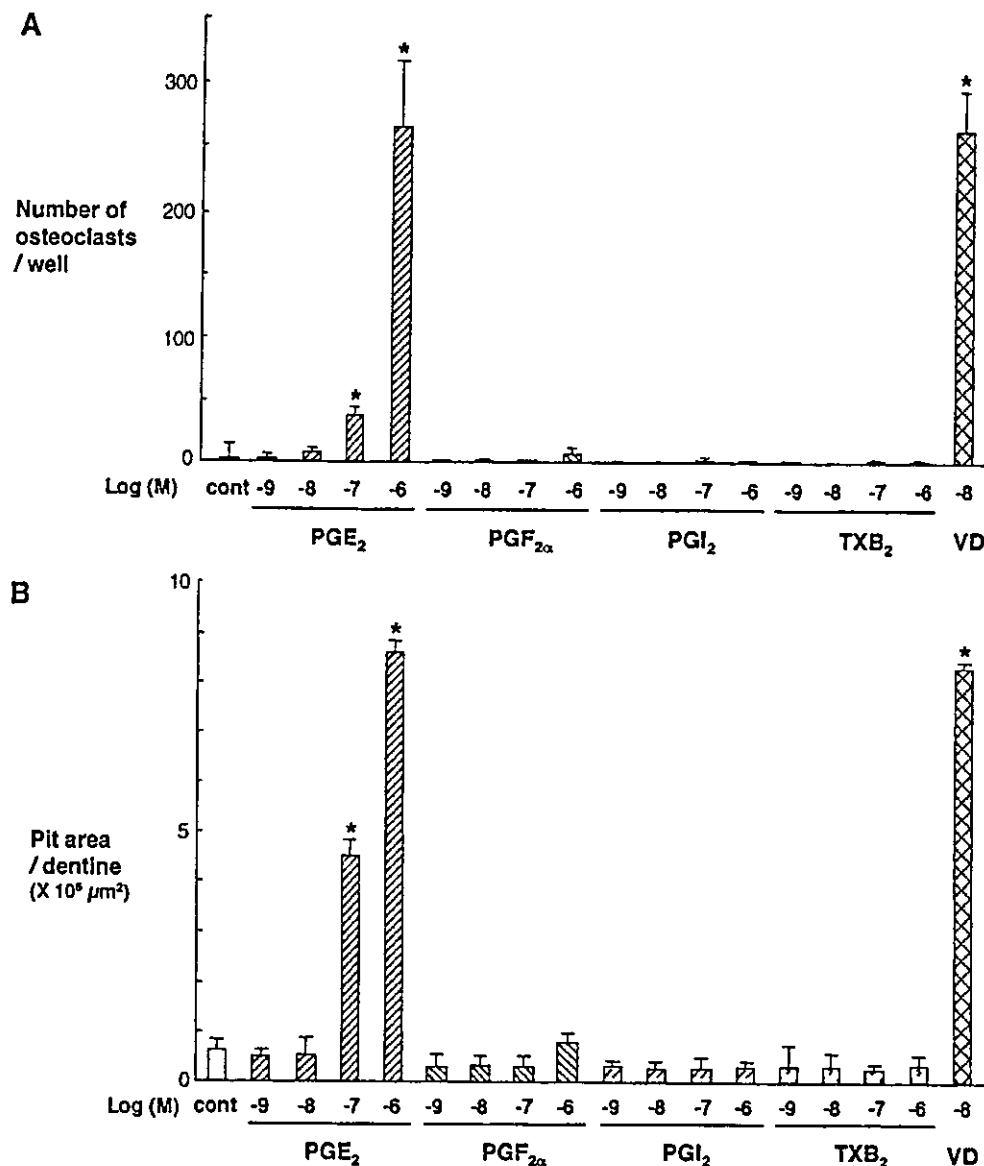 A
300
200
100
0
Number of
osteoclasts
/ well
* * *
Log (M) cont -9 -8 -7 -6 -9 -8 -7 -6 -9 -8 -7 -6 -9 -8 -7 -6 -8
PGE₂ PGF₂α PGI₂ TXB₂ VD
B
10
5
0
Pit area
/ dentine
(X 10⁵ µm²)
* * *
Log (M) cont -9 -8 -7 -6 -9 -8 -7 -6 -9 -8 -7 -6 -9 -8 -7 -6 -8
PGE₂ PGF₂α PGI₂ TXB₂ VD